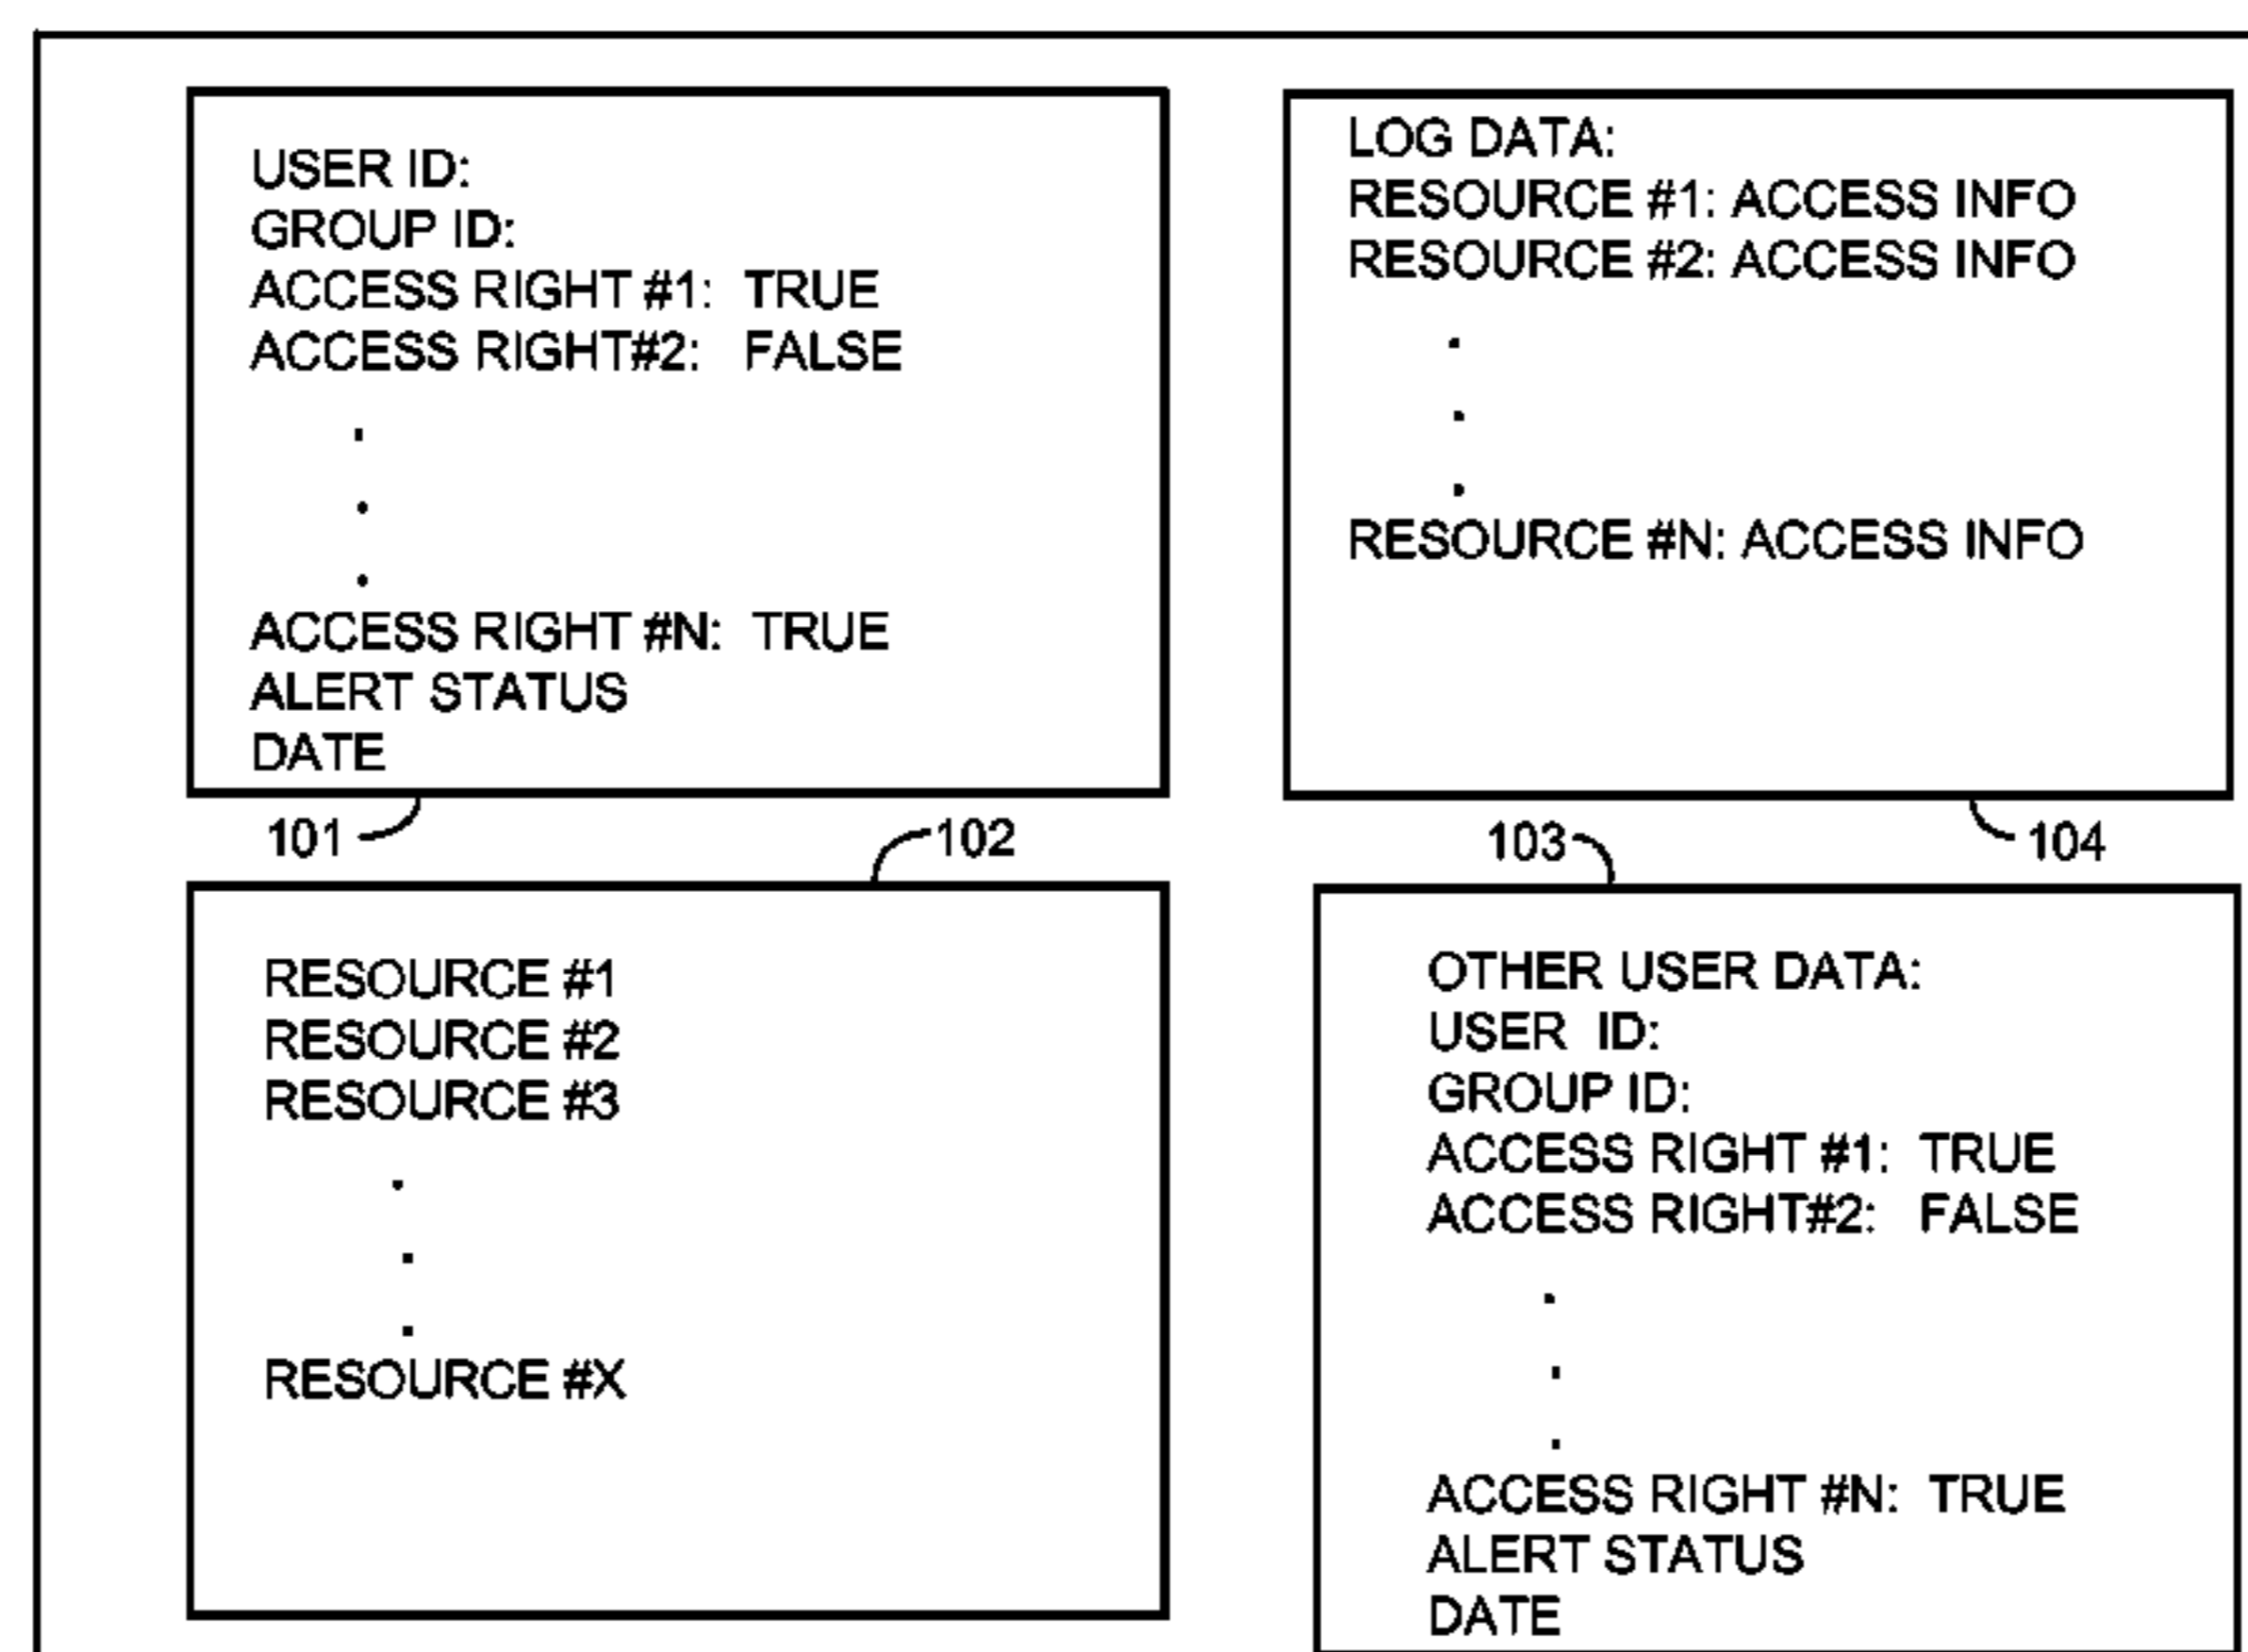 USER ID:
GROUP ID:
ACCESS RIGHT #1: TRUE
ACCESS RIGHT#2: FALSE
.
.
.
ACCESS RIGHT #N: TRUE
ALERT STATUS
DATE
101
LOG DATA:
RESOURCE #1: ACCESS INFO
RESOURCE #2: ACCESS INFO
.
.
.
RESOURCE #N: ACCESS INFO
104
102
RESOURCE #1
RESOURCE #2
RESOURCE #3
.
.
.
RESOURCE #X
103
OTHER USER DATA:
USER ID:
GROUP ID:
ACCESS RIGHT #1: TRUE
ACCESS RIGHT#2: FALSE
.
.
.
ACCESS RIGHT #N: TRUE
ALERT STATUS
DATE